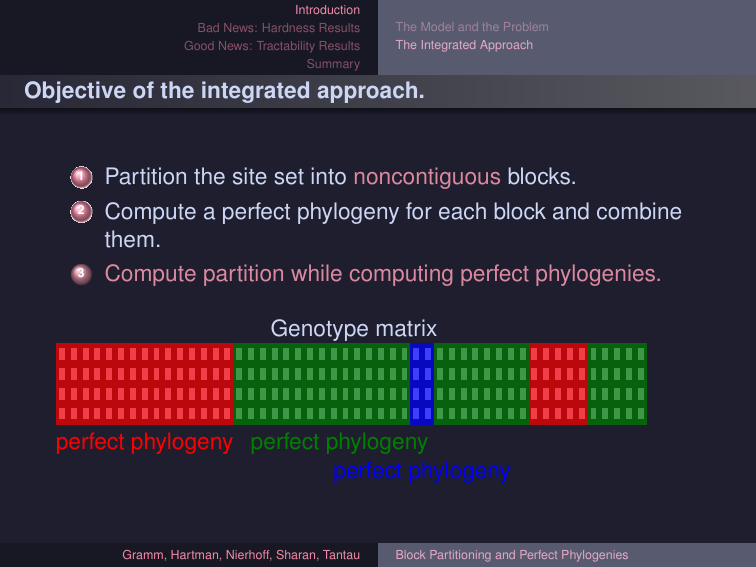 Introduction
Bad News: Hardness Results
Good News: Tractability Results
Summary
The Model and the Problem
The Integrated Approach
Objective of the integrated approach.
1 Partition the site set into noncontiguous blocks.
2 Compute a perfect phylogeny for each block and combine
them.
3 Compute partition while computing perfect phylogenies.
Genotype matrix
perfect phylogeny perfect phylogeny
perfect phylogeny
Gramm, Hartman, Nierhoff, Sharan, Tantau
Block Partitioning and Perfect Phylogenies